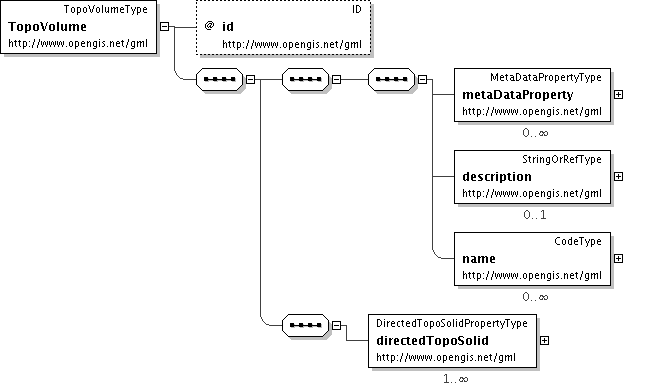 TopoVolumeType
TopoVolume
http://www.opengis.net/gml
ID
@ id
http://www.opengis.net/gml
MetaDataPropertyType
metaDataProperty
http://www.opengis.net/gml
0..∞
StringOrRefType
description
http://www.opengis.net/gml
0..1
CodeType
name
http://www.opengis.net/gml
0..∞
DirectedTopoSolidPropertyType
directedTopoSolid
http://www.opengis.net/gml
1..∞